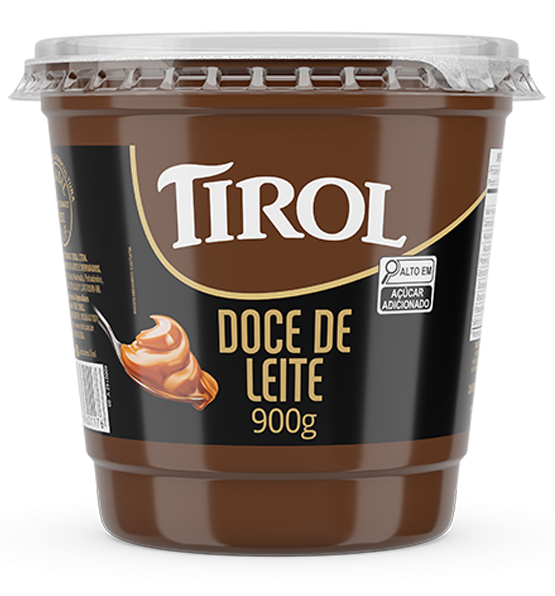 TIROL
ALTO EM
AÇÚCAR
ADICIONADO
DOCE DE
LEITE
900g